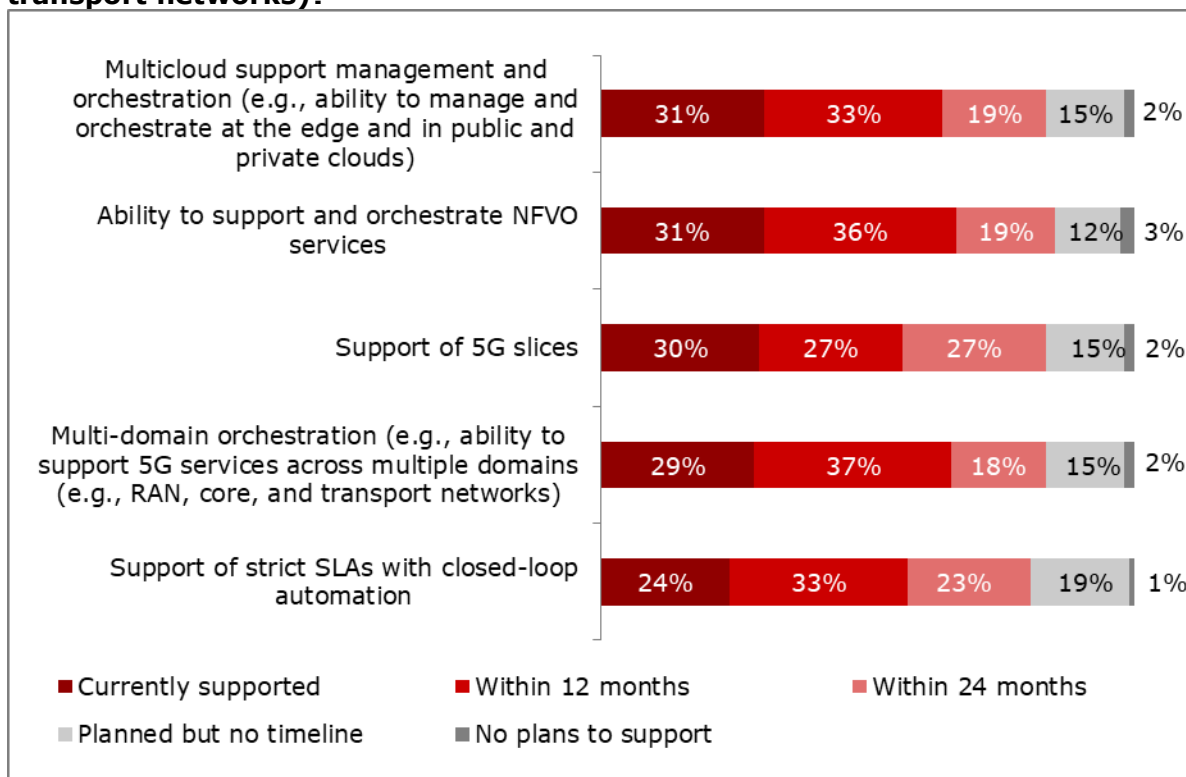 transport networks)?
Multicloud support management and
orchestration (e.g., ability to manage and
orchestrate at the edge and in public and
private clouds)
31% 33% 19% 15% 2%
Ability to support and orchestrate NFVO
services
31% 36% 19% 12% 3%
Support of 5G slices
30% 27% 27% 15% 2%
Multi-domain orchestration (e.g., ability to
support 5G services across multiple domains
(e.g., RAN, core, and transport networks)
29% 37% 18% 15% 2%
Support of strict SLAs with closed-loop
automation
24% 33% 23% 19% 1%
Currently supported Within 12 months Within 24 months
Planned but no timeline No plans to support